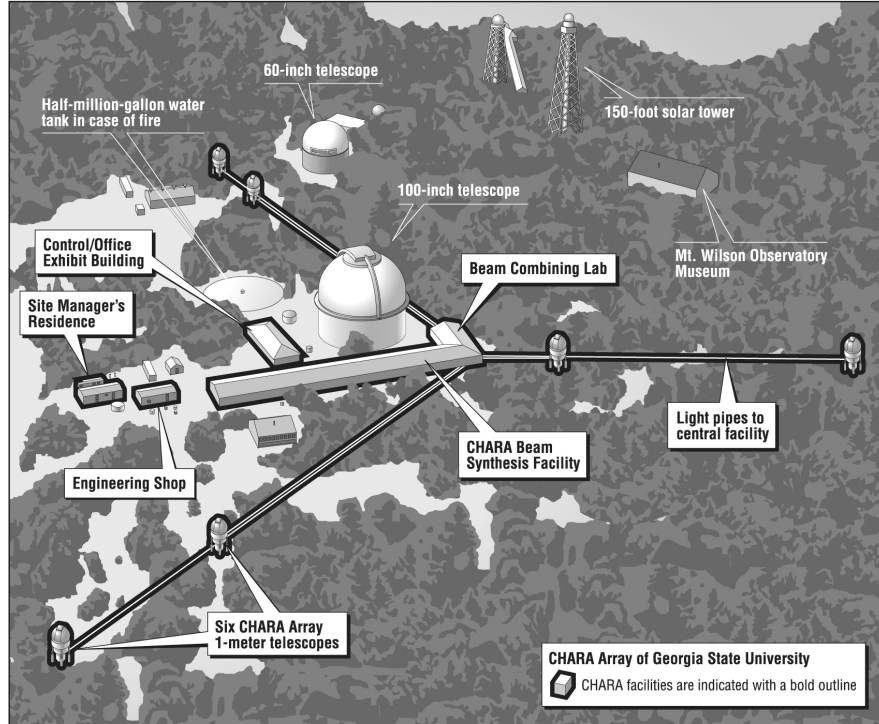 60-inch telescope
Half-million-gallon water
tank in case of fire
150-foot solar tower
100-inch telescope
Control/Office
Exhibit Building
Beam Combining Lab
Mt. Wilson Observatory
Museum
Site Manager's
Residence
Light pipes to
central facility
CHARA Beam
Synthesis Facility
Engineering Shop
Six CHARA Array
1-meter telescopes
CHARA Array of Georgia State University
CHARA facilities are indicated with a bold outline